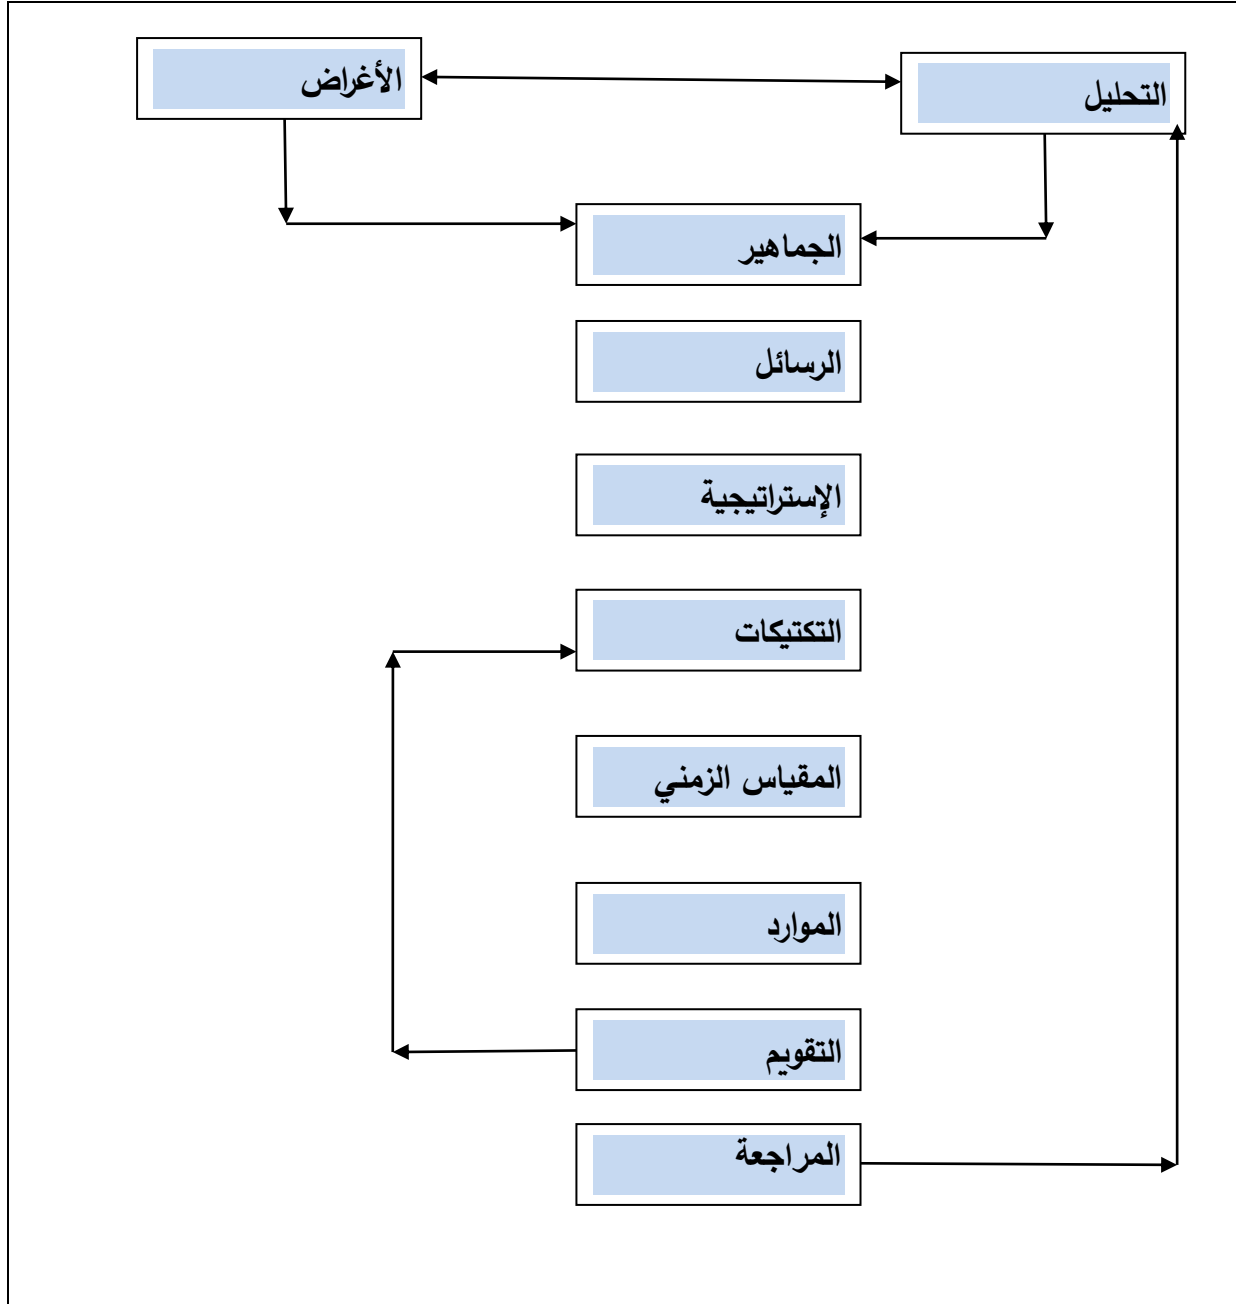 التحليل
الأغراض
الجماهير
الرسائل
الإستراتيجية
التكتيكات
المقياس الزمني
الموارد
التقويم
المراجعة